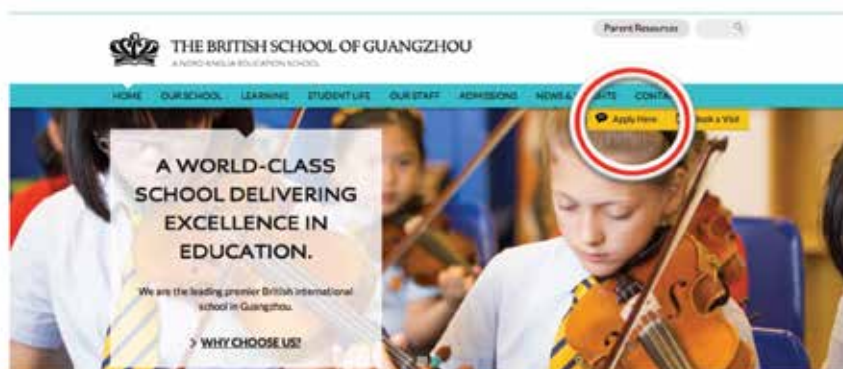 Parent Resources
THE BRITISH SCHOOL OF GUANGZHOU
A NORD ANGLIA EDUCATION SCHOOL
HOME OUR SCHOOL LEARNING STUDENT LIFE OUR STAFF ADMISSIONS NEWS &
Apply Here a Visit
A WORLD-CLASS
SCHOOL DELIVERING
EXCELLENCE IN
EDUCATION.
We are the leading premier British international
school in Guangzhou.
> WHY CHOOSE US?